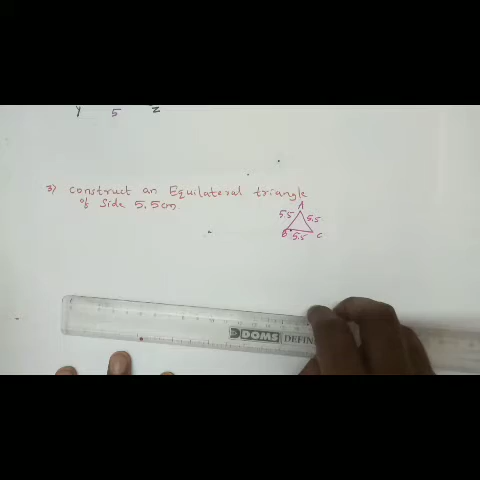 y 5 z
3) construct an Equilateral triangle
of side 5.5cm.
A
5.5 5.5
B 5.5 C
DOMS